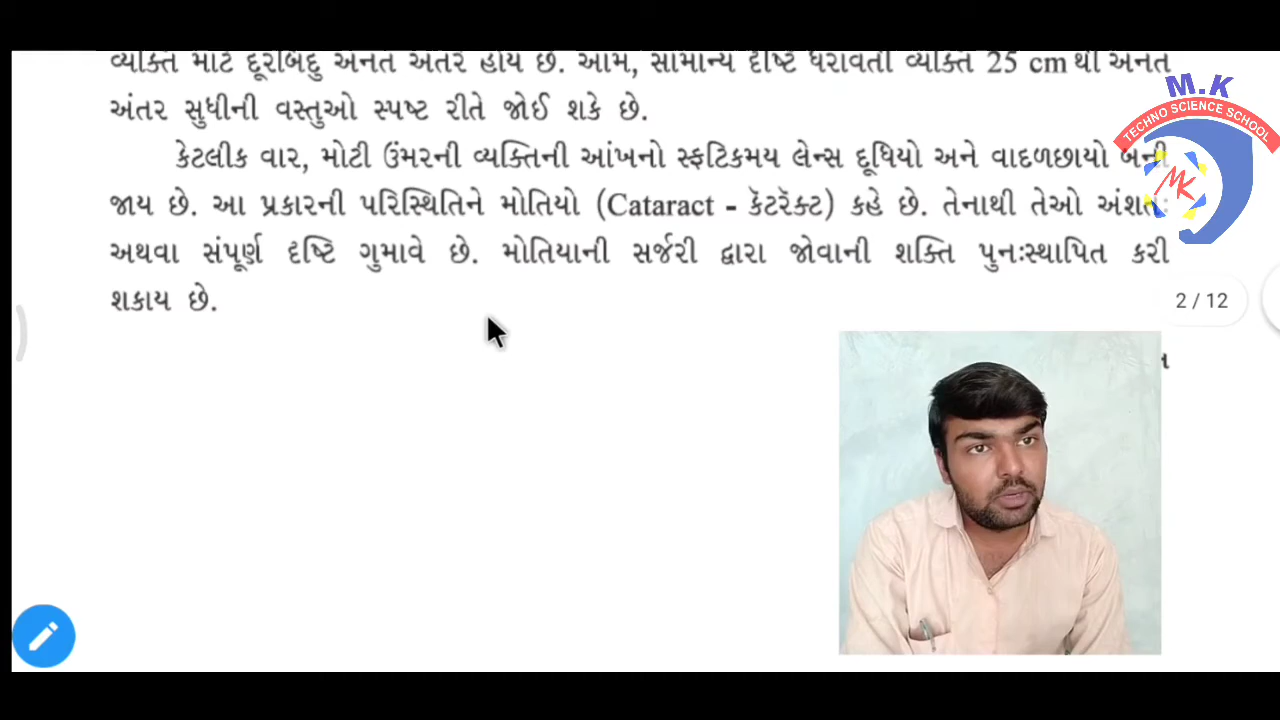 વ્યક્તિ માટે દૂરબિંદુ અનંત અંતરે હોય છે. આમ, સામાન્ય દૃષ્ટિ ધરાવતી વ્યક્તિ 25 cm થી અનંત
અંતર સુધીની વસ્તુઓ સ્પષ્ટ રીતે જોઈ શકે છે.
કેટલીક વાર, મોટી ઉંમરની વ્યક્તિની આંખનો સ્ફટિકમય લેન્સ દૂધિયો અને વાદળછાયો બની
જાય છે. આ પ્રકારની પરિસ્થિતિને મોતિયો (Cataract - કૅટરૅક્ટ) કહે છે. તેનાથી તેઓ અંશતઃ
અથવા સંપૂર્ણ દૃષ્ટિ ગુમાવે છે. મોતિયાની સર્જરી દ્વારા જોવાની શક્તિ પુનઃસ્થાપિત કરી
શકાય છે.
2 / 12
M.K
TECHNO SCIENCE SCHOOL
MK